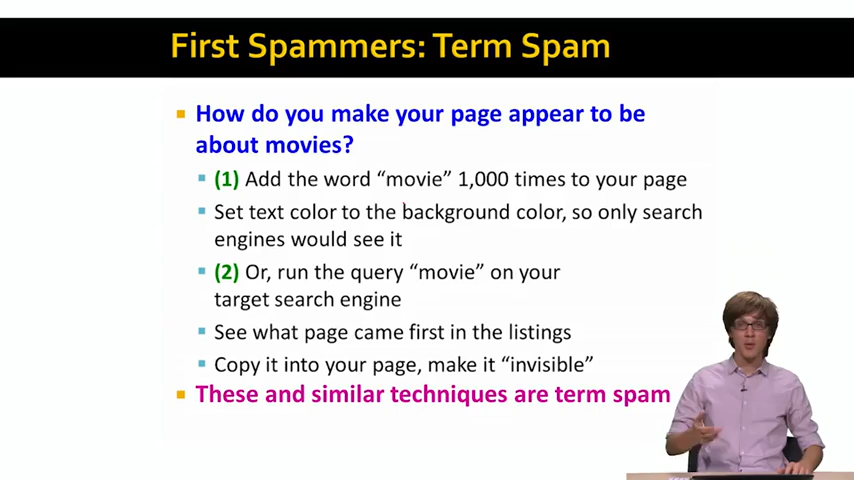 First Spammers: Term Spam
How do you make your page appear to be
about movies?
(1) Add the word “movie” 1,000 times to your page
Set text color to the background color, so only search
engines would see it
(2) Or, run the query “movie” on your
target search engine
See what page came first in the listings
Copy it into your page, make it “invisible”
These and similar techniques are term spam